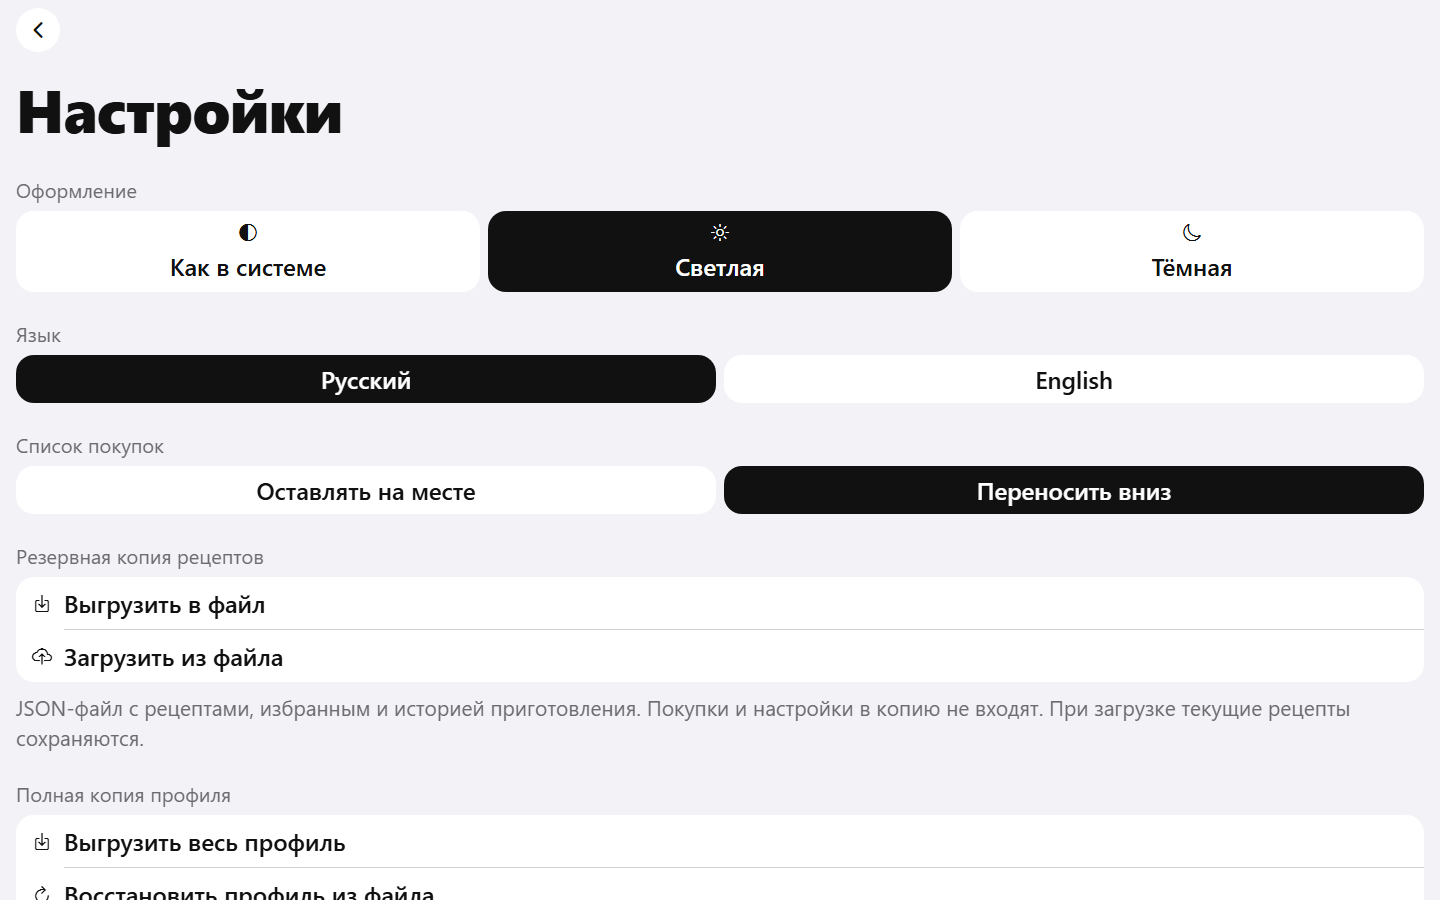 Настройки
Оформление
Как в системе
Светлая
Тёмная
Язык
Русский
English
Список покупок
Оставлять на месте
Переносить вниз
Резервная копия рецептов
Выгрузить в файл
Загрузить из файла
JSON-файл с рецептами, избранным и историей приготовления. Покупки и настройки в копию не входят. При загрузке текущие рецепты
сохраняются.
Полная копия профиля
Выгрузить весь профиль
Восстановить профиль из файла